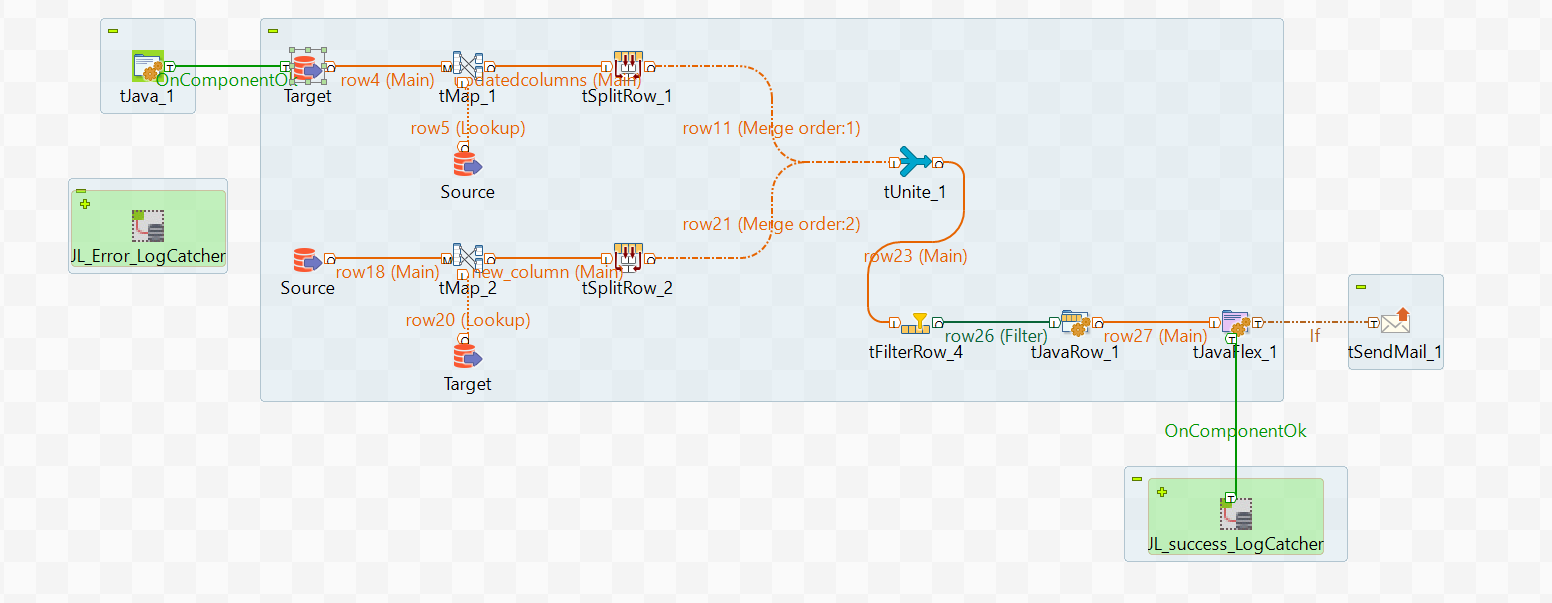 OnComponentOk
row4 (Main)
updatedcolumns (Main)
tJava_1
Target
tMap_1
tSplitRow_1
row5 (Lookup)
row11 (Merge order:1)
Source
tUnite_1
row21 (Merge order:2)
JL_Error_LogCatcher
row23 (Main)
row18 (Main)
new_column (Main)
Source
tMap_2
tSplitRow_2
row20 (Lookup)
row26 (Filter)
row27 (Main)
If
tFilterRow_4
tJavaRow_1
tJavaFlex_1
tSendMail_1
Target
OnComponentOk
JL_success_LogCatcher